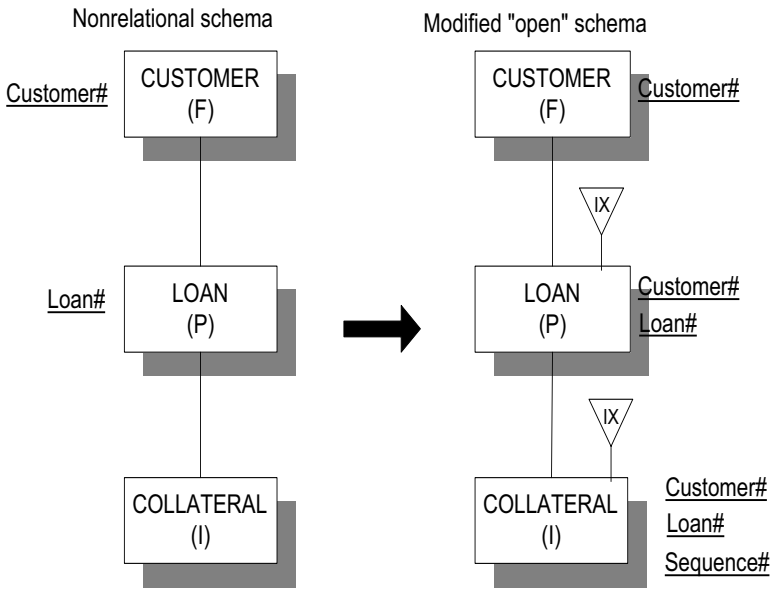 Nonrelational schema
Customer#
CUSTOMER
(F)
Loan#
LOAN
(P)
COLLATERAL
(I)
Modified "open" schema
CUSTOMER
(F)
Customer#
IX
LOAN
(P)
Customer#
Loan#
IX
COLLATERAL
(I)
Customer#
Loan#
Sequence#